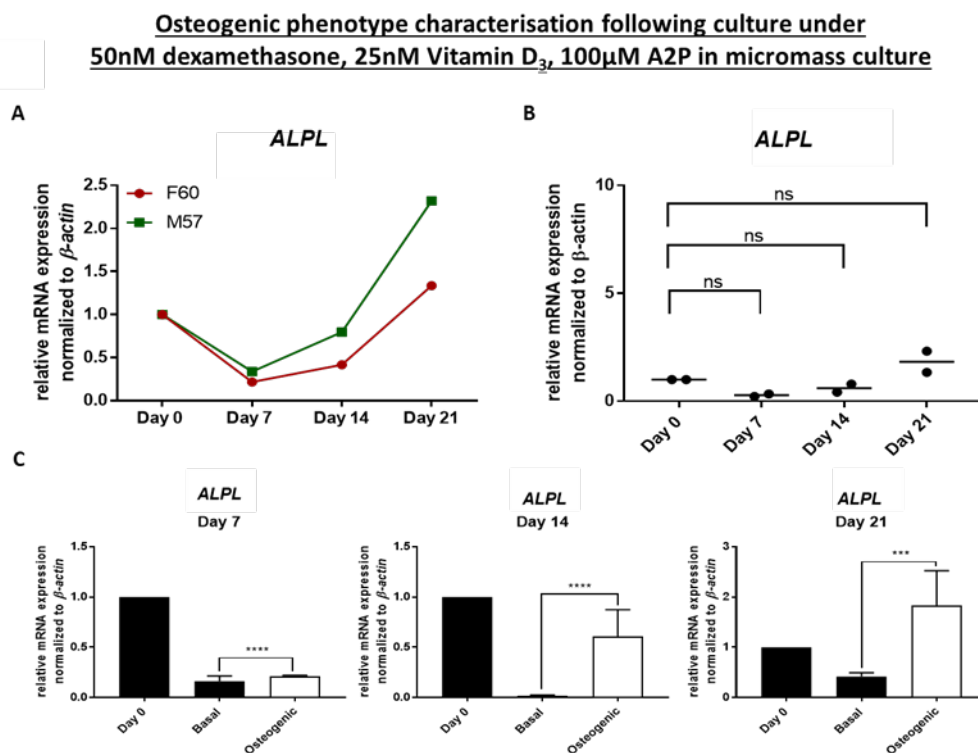 Osteogenic phenotype characterisation following culture under
50nM dexamethasone, 25nM Vitamin D3, 100µM A2P in micromass culture
A
ALPL
relative mRNA expression
normalized to β-actin
2.5
2.0
1.5
1.0
0.5
0.0
F60
M57
Day 0
Day 7
Day 14
Day 21
B
ALPL
relative mRNA expression
normalized to β-actin
10
5
0
ns
ns
ns
Day 0
Day 7
Day 14
Day 21
C
ALPL
Day 7
relative mRNA expression
normalized to β-actin
1.0
0.5
0.0
****
Day 0
Basal
Osteogenic
ALPL
Day 14
relative mRNA expression
normalized to β-actin
1.5
1.0
0.5
0.0
****
Day 0
Basal
Osteogenic
ALPL
Day 21
relative mRNA expression
normalized to β-actin
3
2
1
0
***
Day 0
Basal
Osteogenic